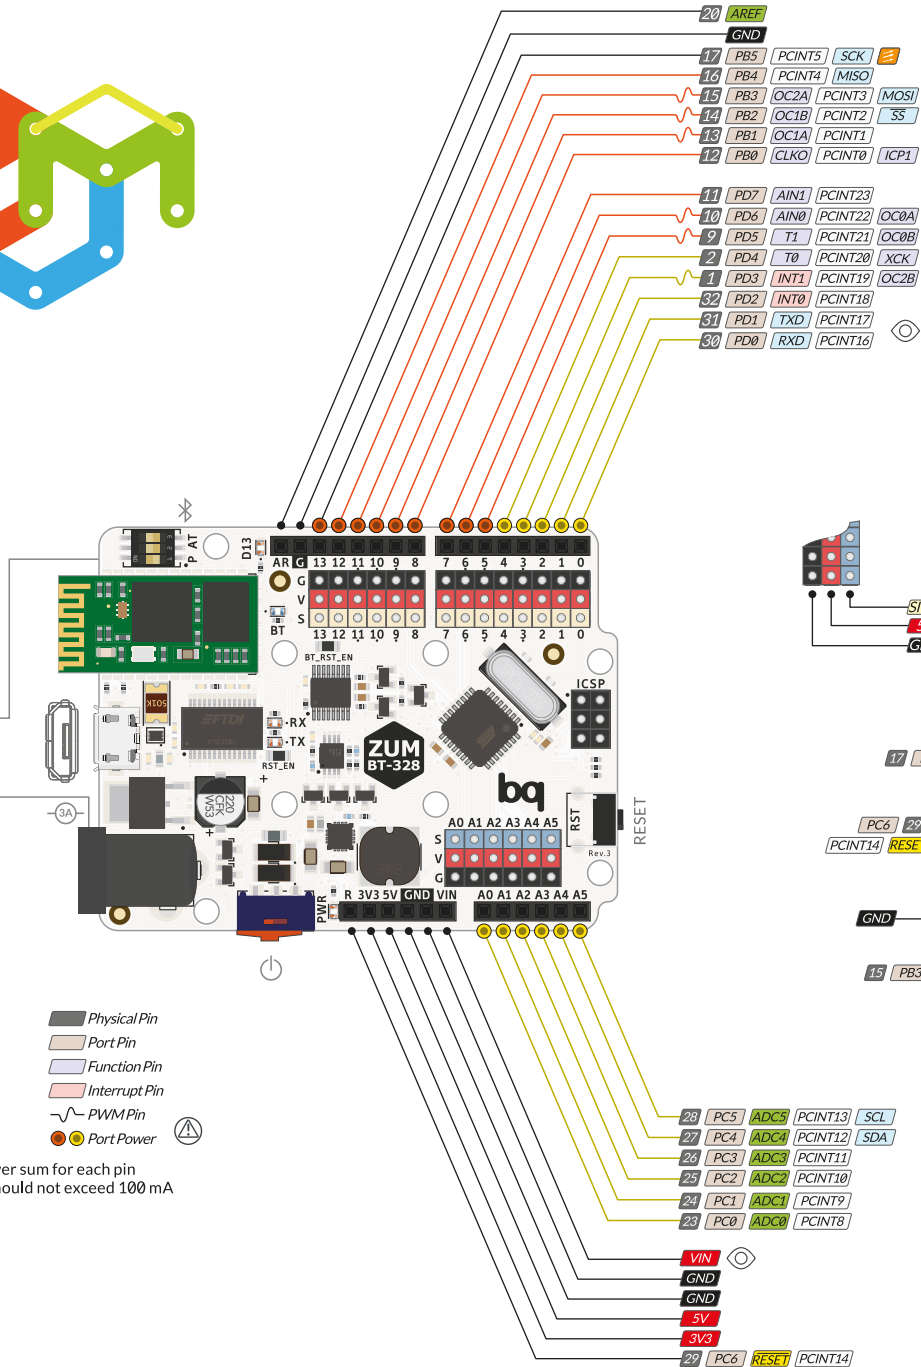 20 AREF
GND
17 PB5 PCINT5 SCK
16 PB4 PCINT4 MISO
15 PB3 OC2A PCINT3 MOSI
14 PB2 OC1B PCINT2 SS
13 PB1 OC1A PCINT1
12 PB0 CLKO PCINT0 ICP1
11 PD7 AIN1 PCINT23
10 PD6 AIN0 PCINT22 OC0A
9 PD5 T1 PCINT21 OC0B
2 PD4 T0 PCINT20 XCK
1 PD3 INT1 PCINT19 OC2B
32 PD2 INT0 PCINT18
31 PD1 TXD PCINT17
30 PD0 RXD PCINT16
P AT
ON 1 2 3
D13
AR G 13 12 11 10 9 8 7 6 5 4 3 2 1 0
G
V
S
13 12 11 10 9 8 7 6 5 4 3 2 1 0
BT
BT_RST_EN
ICSP
501K
FTDI
RX
TX
RST_EN
ZUM
BT-328
bq
220
CFK
W53
3A
RST
RESET
Rev.3
A0 A1 A2 A3 A4 A5
S
V
G
PWR
R 3V3 5V GND VIN A0 A1 A2 A3 A4 A5
17
PC6 29
PCINT14
GND
15 PB3
Physical Pin
Port Pin
Function Pin
Interrupt Pin
PWM Pin
Port Power
sum for each pin
not exceed 100 mA
28 PC5 ADC5 PCINT13 SCL
27 PC4 ADC4 PCINT12 SDA
26 PC3 ADC3 PCINT11
25 PC2 ADC2 PCINT10
24 PC1 ADC1 PCINT9
23 PC0 ADC0 PCINT8
VIN
GND
GND
5V
3V3
29 PC6 RESET PCINT14